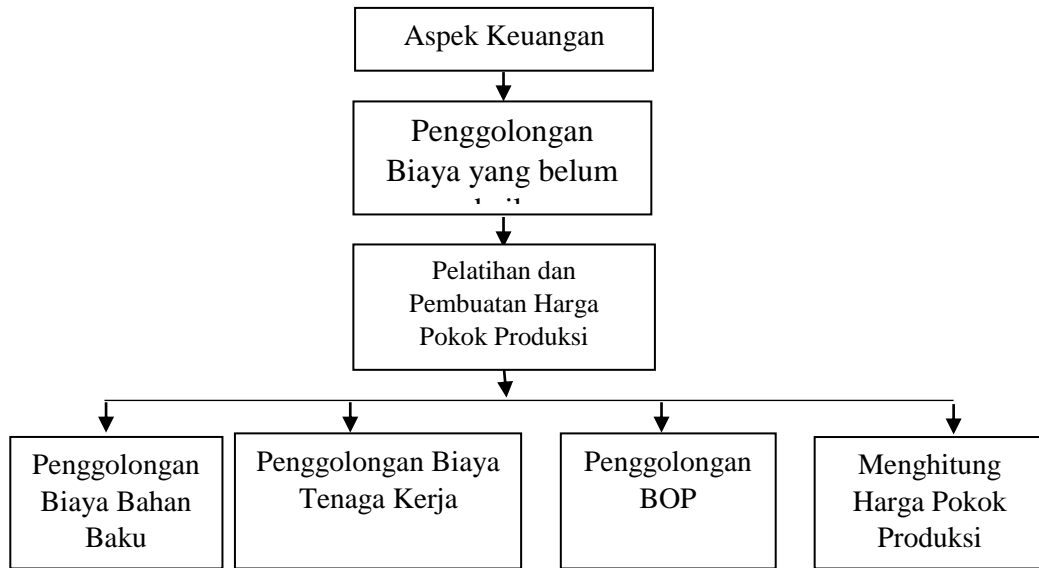 Aspek Keuangan
Penggolongan
Biaya yang belum
Pelatihan dan
Pembuatan Harga
Pokok Produksi
Penggolongan
Biaya Bahan
Baku
Penggolongan Biaya
Tenaga Kerja
Penggolongan
BOP
Menghitung
Harga Pokok
Produksi